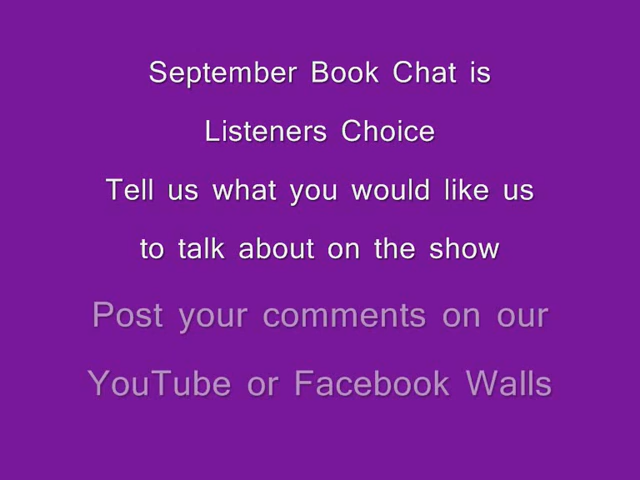 September Book Chat is
Listeners Choice
Tell us what you would like us
to talk about on the show
Post your comments on our
YouTube or Facebook Walls